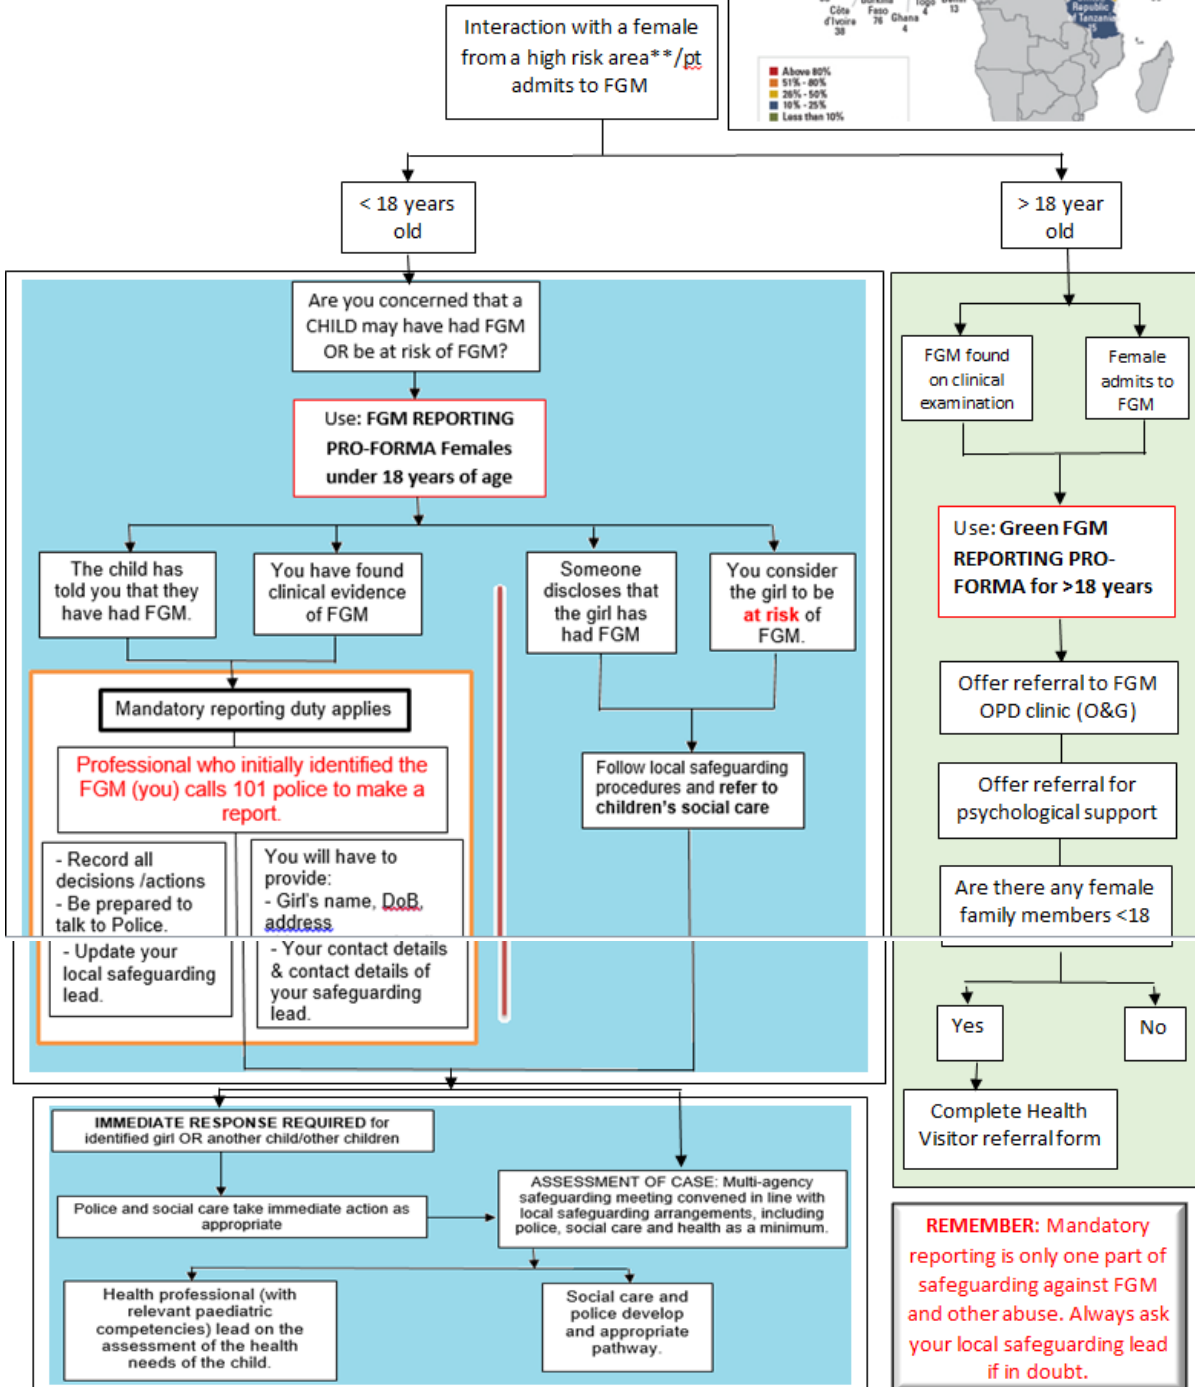 Interaction with a female
from a high risk area**/pt
admits to FGM
Togo
Côte
d'Ivoire
38
Faso
76
Ghana
4
4
13
Republic
of Tanzania
15
Above 80%
51% - 80%
26% - 50%
10% - 25%
Less than 10%
< 18 years
old
> 18 year
old
Are you concerned that a
CHILD may have had FGM
OR be at risk of FGM?
Use: FGM REPORTING
PRO-FORMA Females
under 18 years of age
The child has
told you that they
have had FGM.
You have found
clinical evidence
of FGM
Someone
discloses that
the girl has
had FGM
You consider
the girl to be
at risk of
FGM.
Mandatory reporting duty applies
Professional who initially identified the
FGM (you) calls 101 police to make a
report.
- Record all
decisions /actions
- Be prepared to
talk to Police.
- Update your
local safeguarding
lead.
You will have to
provide:
- Girl's name, DoB,
address
- Your contact details
& contact details of
your safeguarding
lead.
Follow local safeguarding
procedures and refer to
children's social care
FGM found
on clinical
examination
Female
admits to
FGM
Use: Green FGM
REPORTING PRO-
FORMA for >18 years
Offer referral to FGM
OPD clinic (O&G)
Offer referral for
psychological support
Are there any female
family members <18
Yes
No
Complete Health
Visitor referral form
IMMEDIATE RESPONSE REQUIRED for
identified girl OR another child/other children
Police and social care take immediate action as
appropriate
ASSESSMENT OF CASE: Multi-agency
safeguarding meeting convened in line with
local safeguarding arrangements, including
police, social care and health as a minimum.
Health professional (with
relevant paediatric
competencies) lead on the
assessment of the health
needs of the child.
Social care and
police develop
and appropriate
pathway.
REMEMBER: Mandatory
reporting is only one part of
safeguarding against FGM
and other abuse. Always ask
your local safeguarding lead
if in doubt.